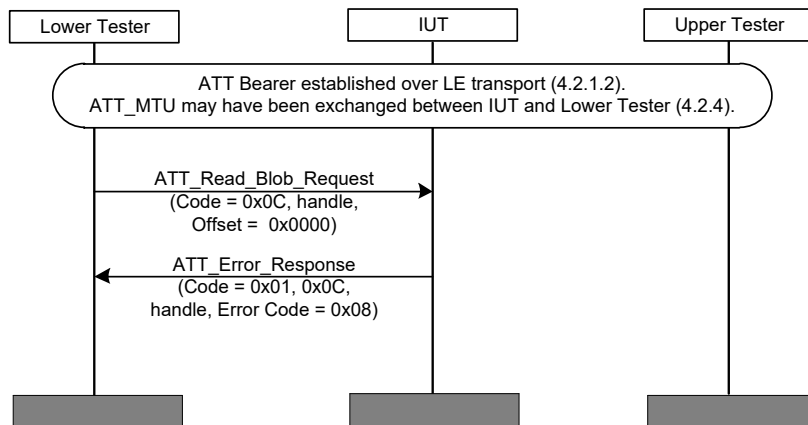 Lower Tester
IUT
Upper Tester
ATT Bearer established over LE transport (4.2.1.2).
ATT_MTU may have been exchanged between IUT and Lower Tester (4.2.4).
ATT_Read_Blob_Request
(Code = 0x0C, handle,
Offset = 0x0000)
ATT_Error_Response
(Code = 0x01, 0x0C,
handle, Error Code = 0x08)